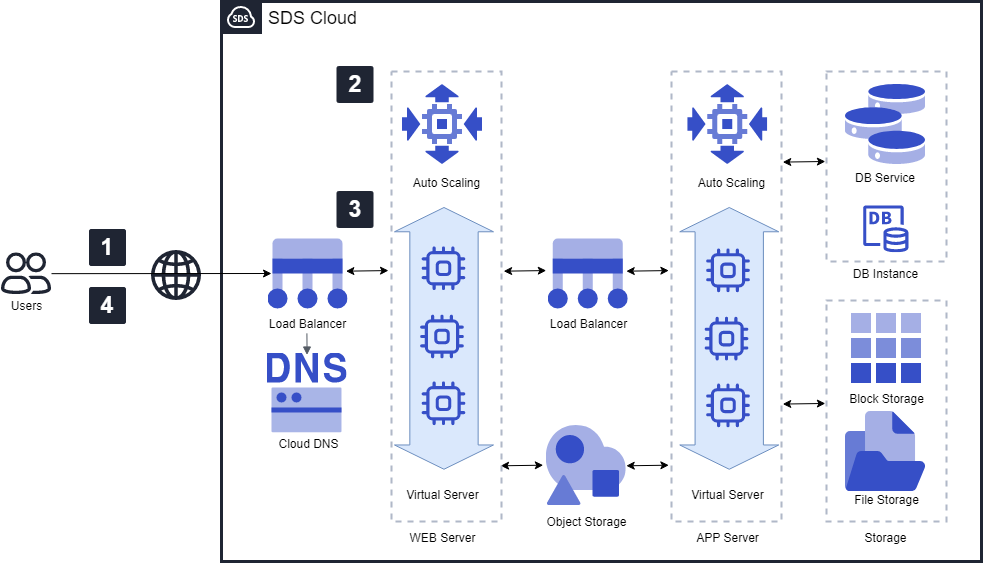 SDS
SDS Cloud
2
Auto Scaling
Auto Scaling
DB Service
3
1
DB
DB Instance
Users
4
Load Balancer
Load Balancer
DNS
Cloud DNS
Block Storage
File Storage
Virtual Server
Virtual Server
Object Storage
WEB Server
APP Server
Storage